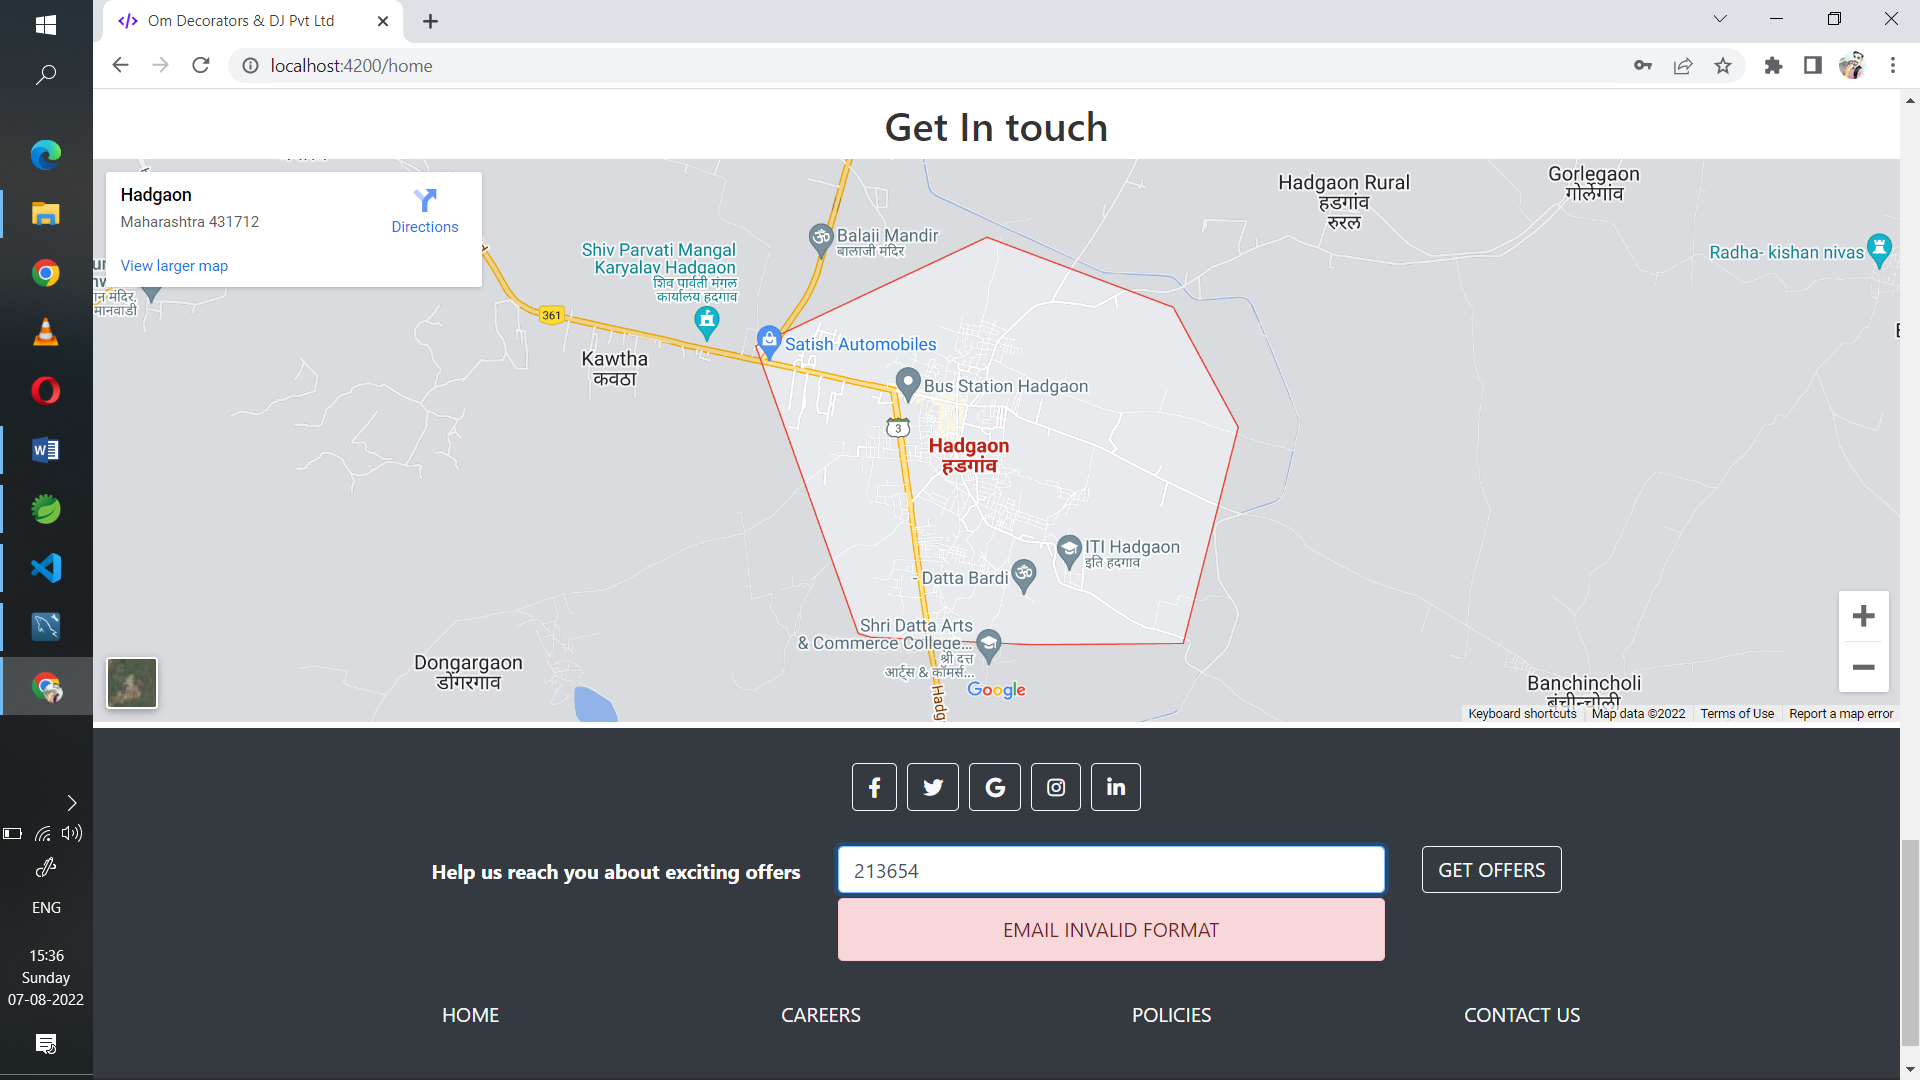 Om Decorators & DJ Pvt Ltd
localhost:4200/home
Get In touch
Hadgaon
Maharashtra 431712
Directions
View larger map
Hadgaon Rural
हडगांव
रुरल
Gorlegaon
गोर्लेगांव
Radha- kishan nivas
Balaji Mandir
बालाजी मंदिर
Shiv Parvati Mangal
Karyalay Hadgaon
शिव पार्वती मंगल
कार्यालय हदगाव
मानवाडी
361
Satish Automobiles
Kawtha
कवठा
Bus Station Hadgaon
3
Hadgaon
हडगांव
ITI Hadgaon
इति हदगाव
- Datta Bardi
Shri Datta Arts
& Commerce College...
श्री दत्त
आर्ट्स & कॉमर्स...
Dongargaon
डोंगरगाव
Google
Hadg
Banchincholi
बंचीन्चोली
Keyboard shortcuts
Map data ©2022
Terms of Use
Report a map error
Help us reach you about exciting offers
213654
GET OFFERS
EMAIL INVALID FORMAT
HOME
CAREERS
POLICIES
CONTACT US
ENG
15:36
Sunday
07-08-2022